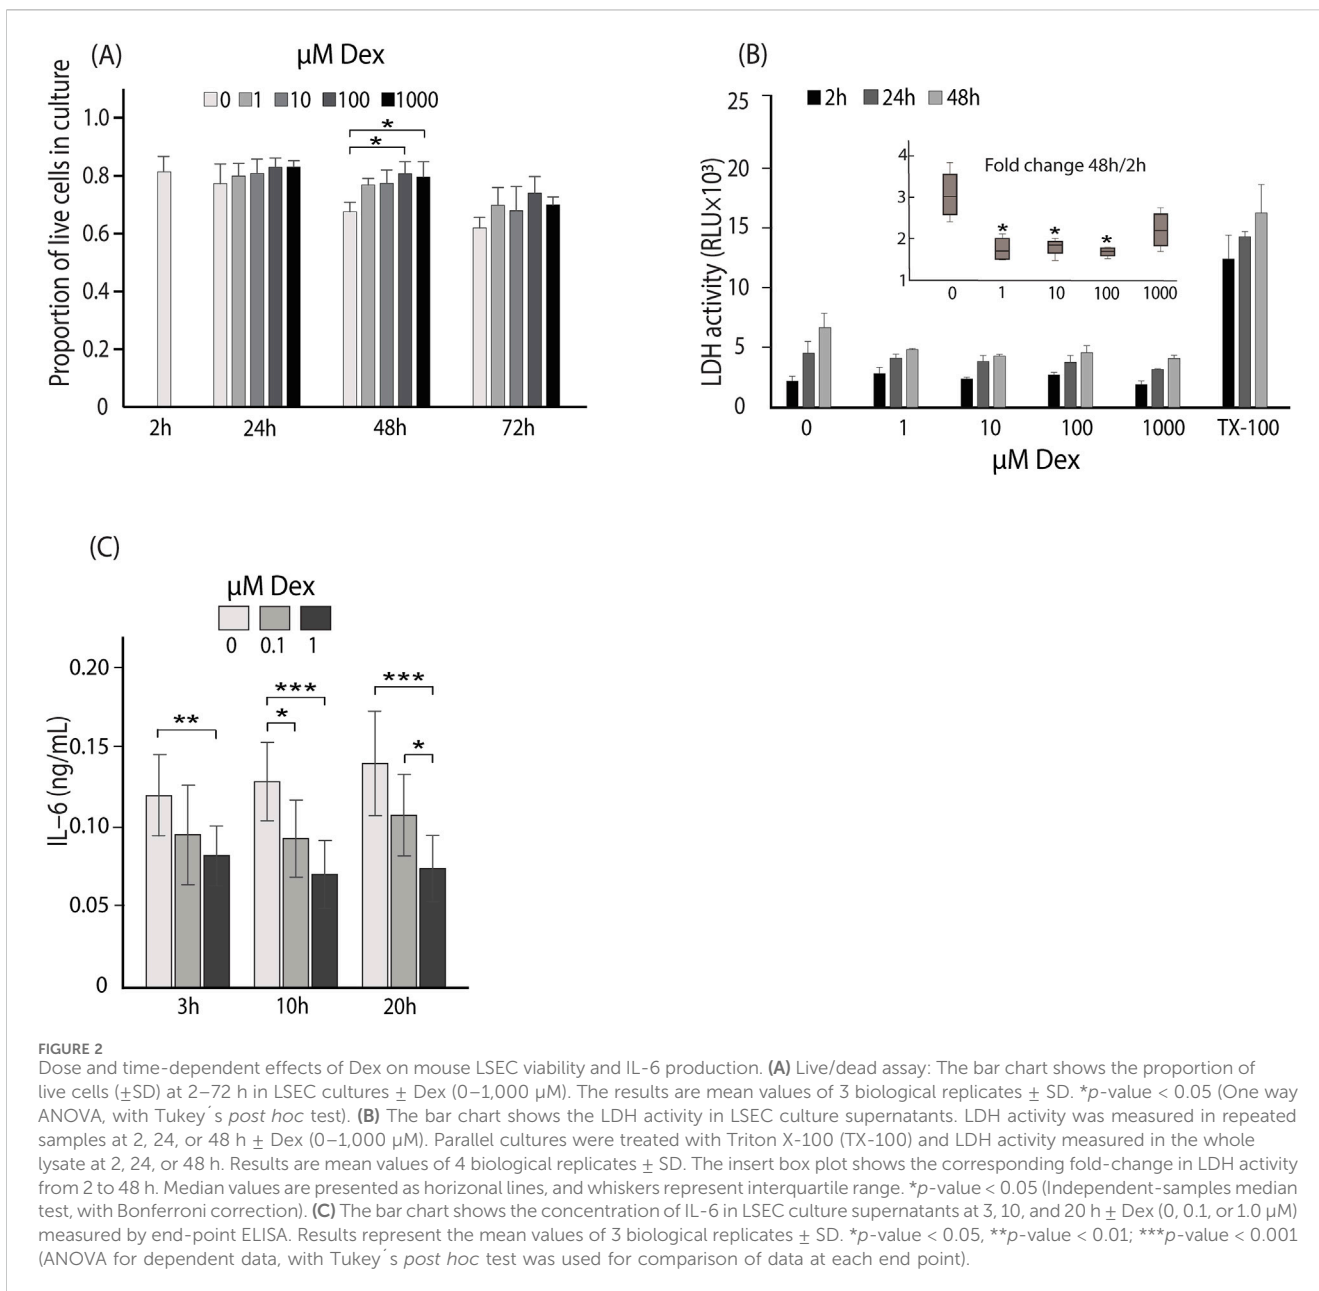 (A)
μM Dex
0 1 10 100 1000
Proportion of live cells in culture
1.0
0.8
0.6
0.4
0.2
0
*
*
2h 24h 48h 72h
(B)
2h 24h 48h
LDH activity (RLU×10³)
25
20
15
10
5
0
Fold change 48h/2h
4
3
2
1
* * *
0 1 10 100 1000
0 1 10 100 1000 TX-100
μM Dex
(C)
μM Dex
0 0.1 1
IL–6 (ng/mL)
0.20
0.15
0.10
0.05
0
**
***
*
***
*
3h 10h 20h
FIGURE 2
Dose and time-dependent effects of Dex on mouse LSEC viability and IL-6 production. (A) Live/dead assay: The bar chart shows the proportion of
live cells (±SD) at 2–72 h in LSEC cultures ± Dex (0–1,000 μM). The results are mean values of 3 biological replicates ± SD. *p-value < 0.05 (One way
ANOVA, with Tukey´s post hoc test). (B) The bar chart shows the LDH activity in LSEC culture supernatants. LDH activity was measured in repeated
samples at 2, 24, or 48 h ± Dex (0–1,000 μM). Parallel cultures were treated with Triton X-100 (TX-100) and LDH activity measured in the whole
lysate at 2, 24, or 48 h. Results are mean values of 4 biological replicates ± SD. The insert box plot shows the corresponding fold-change in LDH activity
from 2 to 48 h. Median values are presented as horizonal lines, and whiskers represent interquartile range. *p-value < 0.05 (Independent-samples median
test, with Bonferroni correction). (C) The bar chart shows the concentration of IL-6 in LSEC culture supernatants at 3, 10, and 20 h ± Dex (0, 0.1, or 1.0 μM)
measured by end-point ELISA. Results represent the mean values of 3 biological replicates ± SD. *p-value < 0.05, **p-value < 0.01; ***p-value < 0.001
(ANOVA for dependent data, with Tukey´s post hoc test was used for comparison of data at each end point).